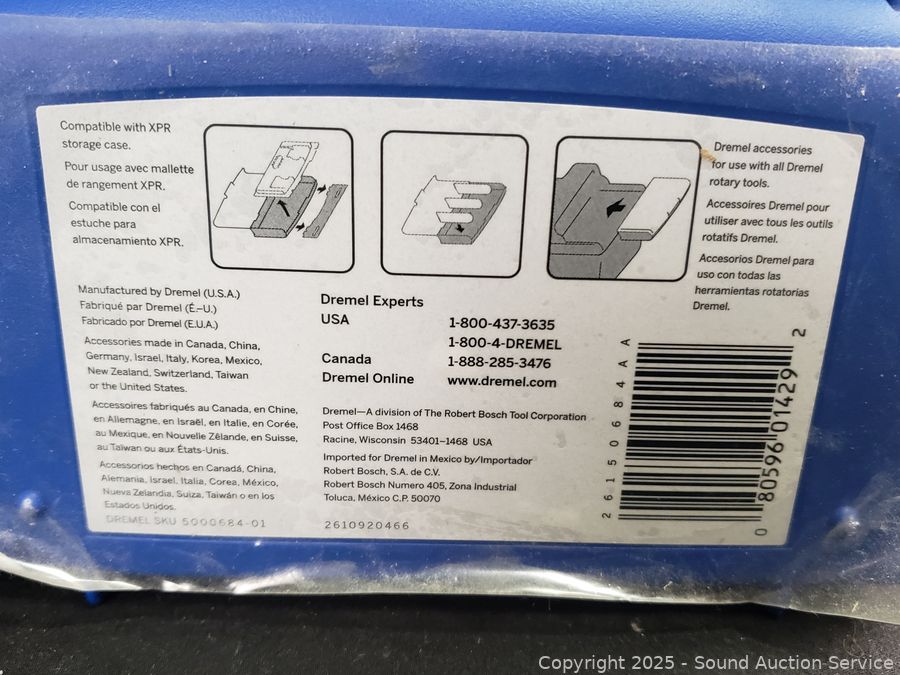 Compatible with XPR
storage case.
Pour usage avec mallette
de rangement XPR.
Compatible con el
estuche para
almacenamiento XPR.
Dremel accessories
for use with all Dremel
rotary tools.
Accessoires Dremel pour
utiliser avec tous les outils
rotatifs Dremel.
Accesorios Dremel para
uso con todas las
herramientas rotatorias
Dremel.
Manufactured by Dremel (U.S.A.)
Fabriqué par Dremel (É.–U.)
Fabricado por Dremel (E.U.A.)
Accessories made in Canada, China,
Germany, Israel, Italy, Korea, Mexico,
New Zealand, Switzerland, Taiwan
or the United States.
Accessoires fabriqués au Canada, en Chine,
en Allemagne, en Israël, en Italie, en Corée,
au Mexique, en Nouvelle Zélande, en Suisse,
au Taïwan ou aux États-Unis.
Accessorios hechos en Canadá, China,
Alemania, Israel, Italia, Corea, México,
Nueva Zelandia, Suiza, Taiwán o en los
Estados Unidos.
DREMEL SKU 5000684-01
Dremel Experts
USA 1-800-437-3635
1-800-4-DREMEL
Canada 1-888-285-3476
Dremel Online www.dremel.com
Dremel—A division of The Robert Bosch Tool Corporation
Post Office Box 1468
Racine, Wisconsin 53401–1468 USA
Imported for Dremel in Mexico by/Importador
Robert Bosch, S.A. de C.V.
Robert Bosch Numero 405, Zona Industrial
Toluca, México C.P. 50070
2610920466
2615050684AA
0 80596 01429 2
Copyright 2025 - Sound Auction Service